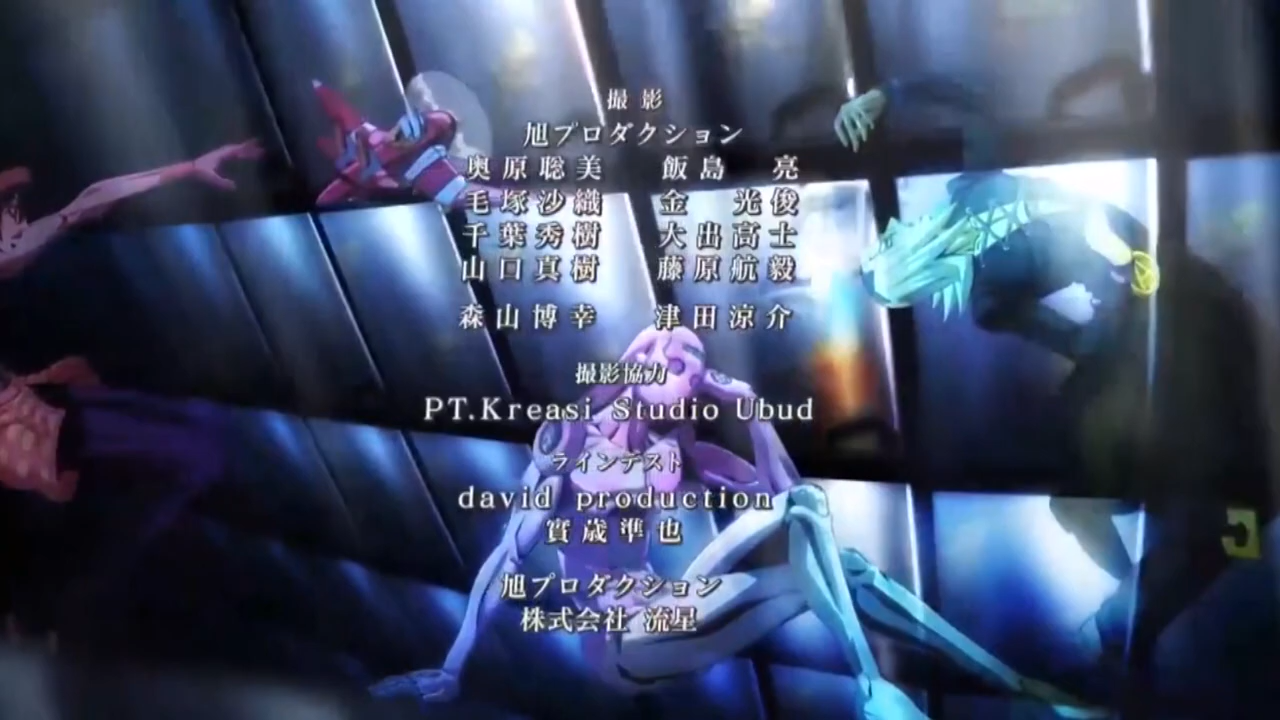 撮影
旭プロダクション
奥原聡美 飯島 亮
毛塚沙織 金 光俊
千葉秀樹 大出高士
山口真樹 藤原航毅
森山博幸 津田涼介
撮影協力
PT.Kreasi Studio Ubud
ラインテスト
david production
實歳準也
旭プロダクション
株式会社 流星